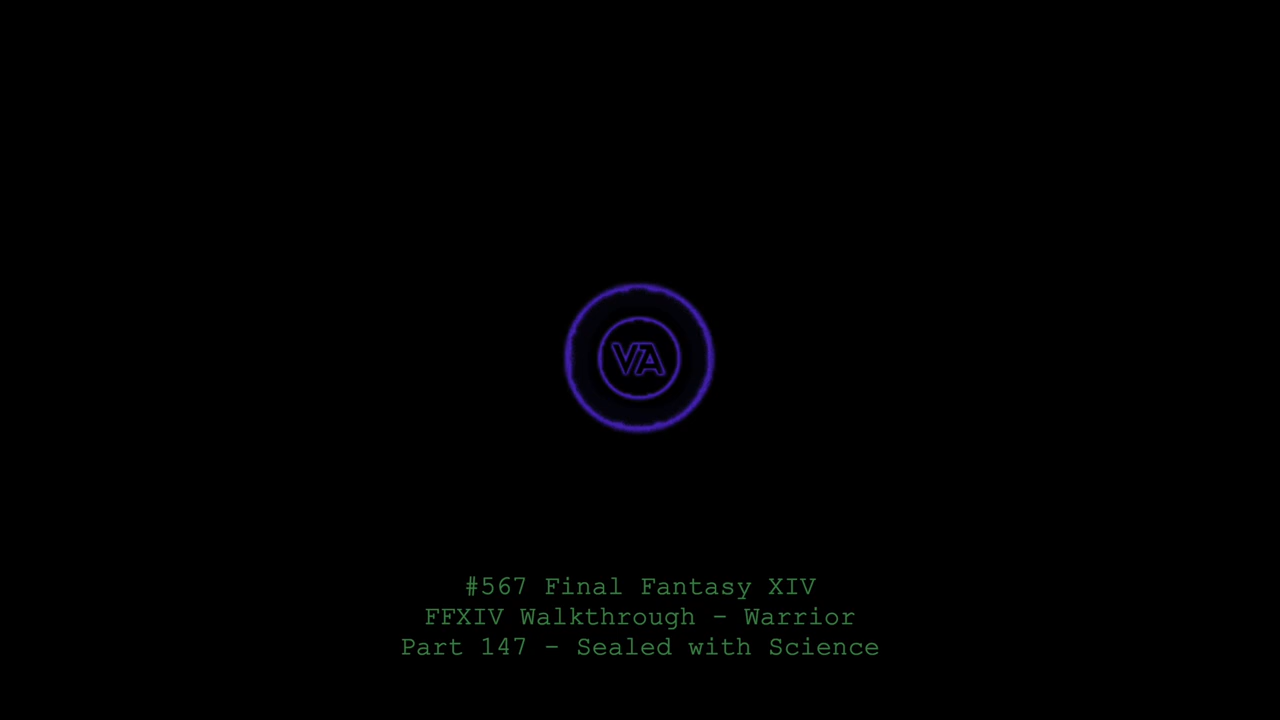 VA
#567 Final Fantasy XIV
FFXIV Walkthrough - Warrior
Part 147 - Sealed with Science